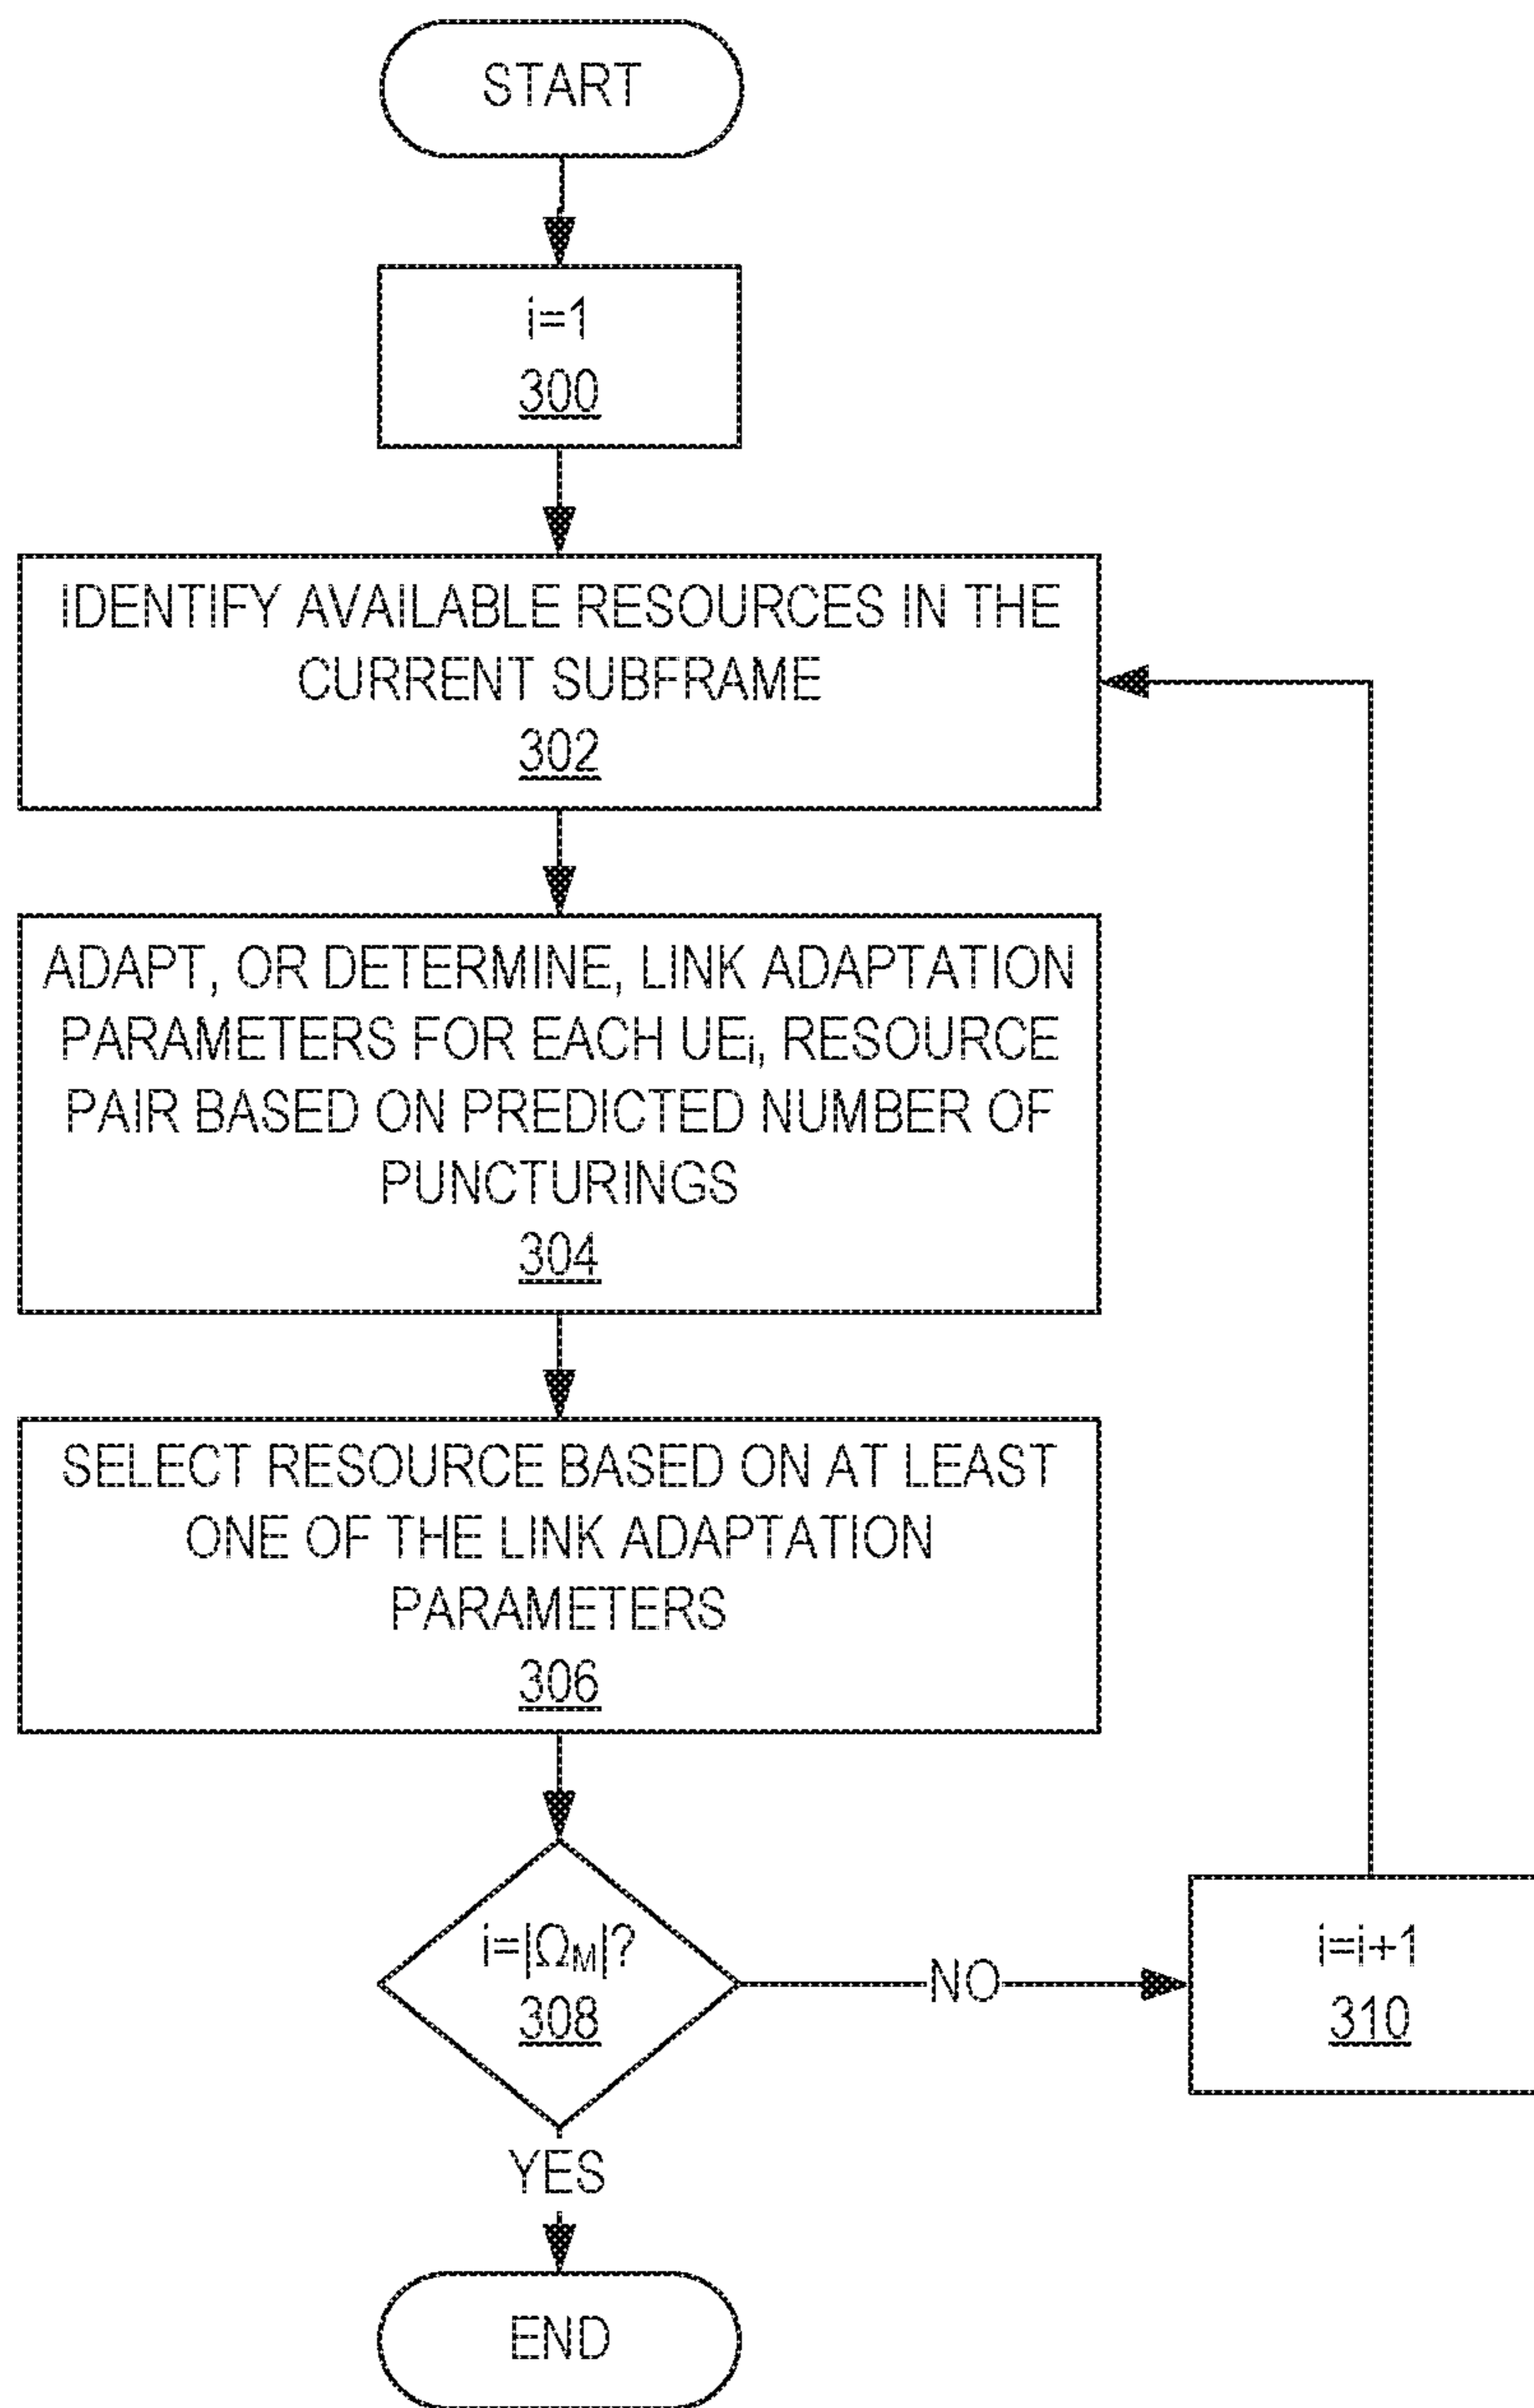 START
i=1
300
IDENTIFY AVAILABLE RESOURCES IN THE
CURRENT SUBFRAME
302
ADAPT, OR DETERMINE, LINK ADAPTATION
PARAMETERS FOR EACH UEi, RESOURCE
PAIR BASED ON PREDICTED NUMBER OF
PUNCTURINGS
304
SELECT RESOURCE BASED ON AT LEAST
ONE OF THE LINK ADAPTATION
PARAMETERS
306
i=|ΩM|?
308
NO
i=i+1
310
YES
END